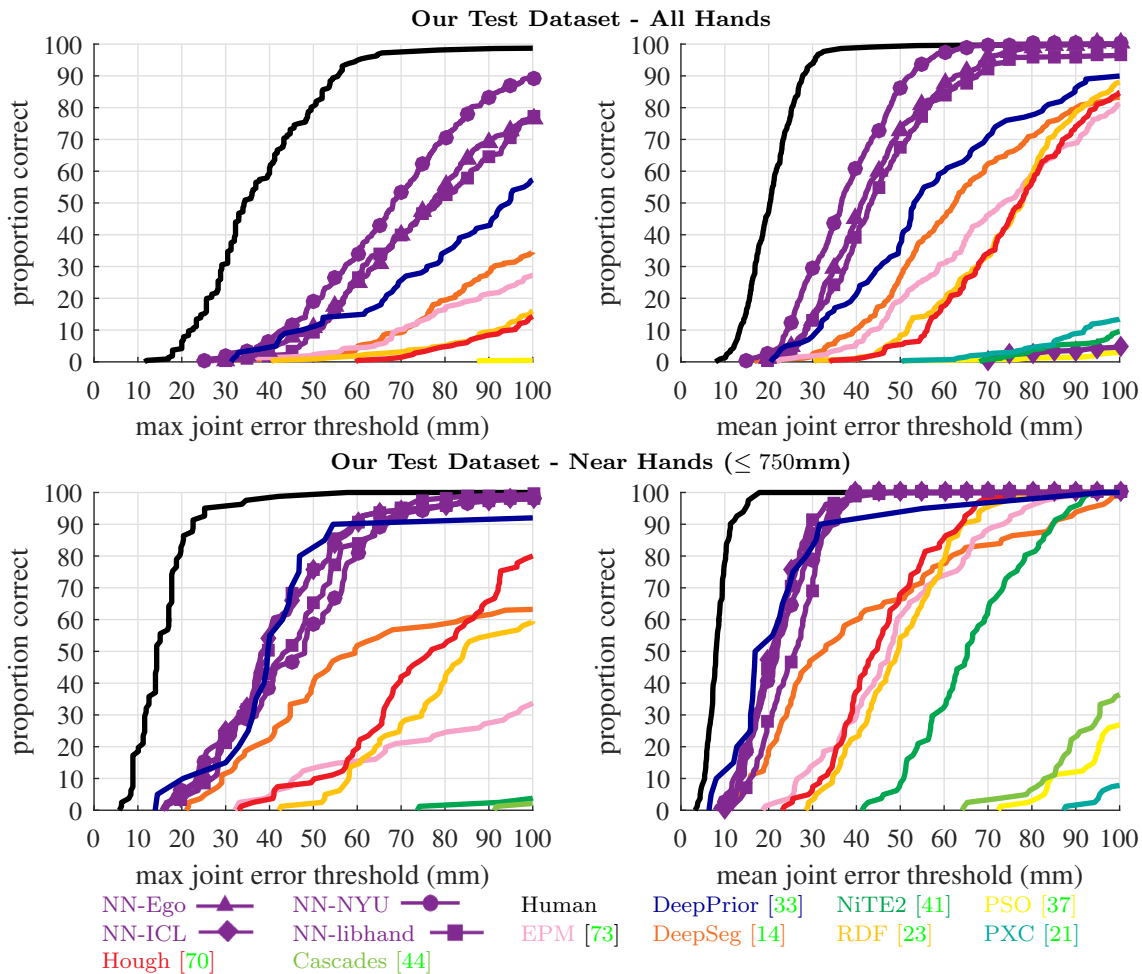 Our Test Dataset - All Hands
100
90
80
70
60
50
40
30
20
10
0
proportion correct
0 10 20 30 40 50 60 70 80 90 100
max joint error threshold (mm)
100
90
80
70
60
50
40
30
20
10
0
proportion correct
0 10 20 30 40 50 60 70 80 90 100
mean joint error threshold (mm)
Our Test Dataset - Near Hands (≤ 750mm)
100
90
80
70
60
50
40
30
20
10
0
proportion correct
0 10 20 30 40 50 60 70 80 90 100
max joint error threshold (mm)
100
90
80
70
60
50
40
30
20
10
0
proportion correct
0 10 20 30 40 50 60 70 80 90 100
mean joint error threshold (mm)
NN-Ego NN-NYU Human DeepPrior [33] NiTE2 [41] PSO [37]
NN-ICL NN-libhand EPM [73] DeepSeg [14] RDF [23] PXC [21]
Hough [70] Cascades [44]